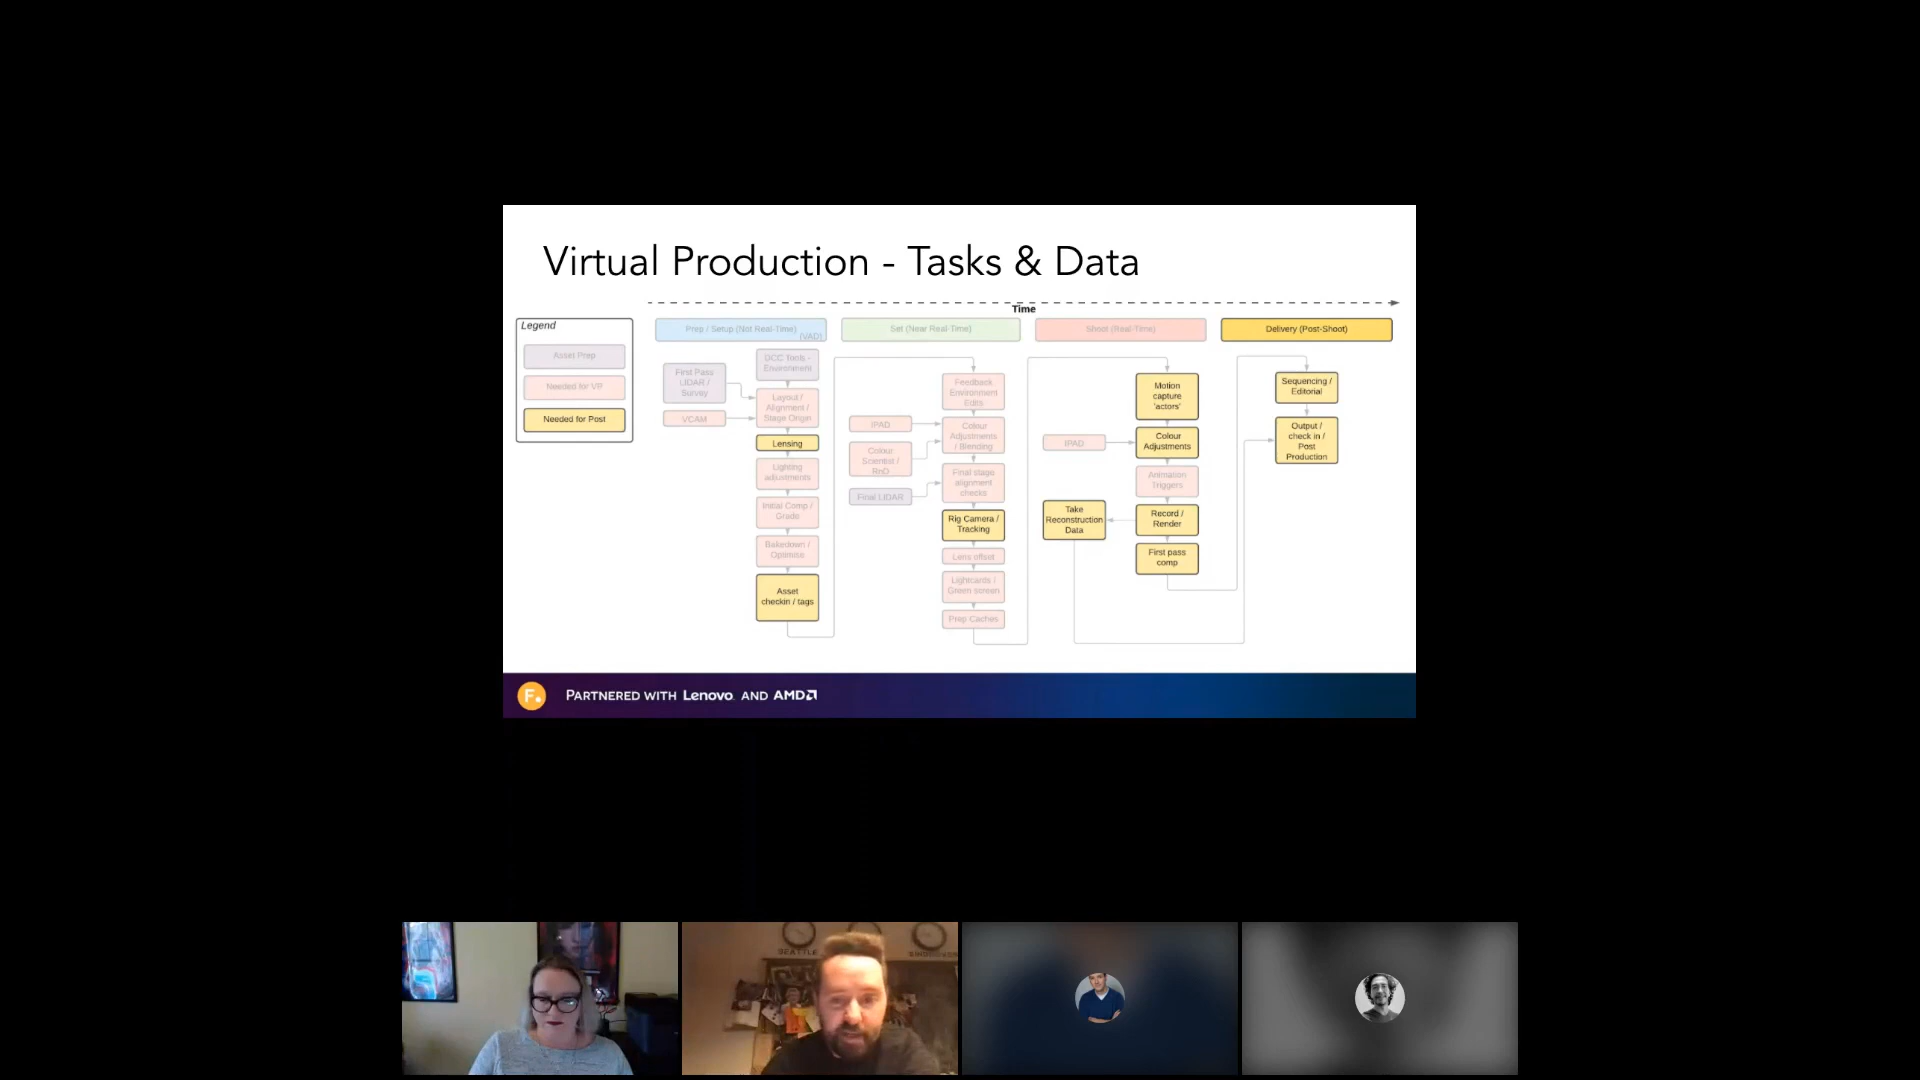 Virtual Production - Tasks & Data
Time
Legend
Asset Prep
Needed for VP
Needed for Post
Prep / Setup (Not Real-Time)
(VAD)
First Pass
LIDAR /
Survey
VCAM
DCC Tools -
Environment
Layout /
Alignment /
Stage Origin
Lensing
Lighting
adjustments
Initial Comp /
Grade
Bakedown /
Optimise
Asset
checkin / tags
Set (Near Real-Time)
IPAD
Colour
Scientist /
RnD
Final LIDAR
Feedback
Environment
Edits
Colour
Adjustments
/ Blending
Final stage
alignment
checks
Rig Camera /
Tracking
Lens offset
Lightcards /
Green screen
Prep Caches
Shoot (Real-Time)
IPAD
Take
Reconstruction
Data
Motion
capture
'actors'
Colour
Adjustments
Animation
Triggers
Record /
Render
First pass
comp
Delivery (Post-Shoot)
Sequencing /
Editorial
Output /
check in /
Post
Production
F.
PARTNERED WITH Lenovo. AND AMD
SEATTLE